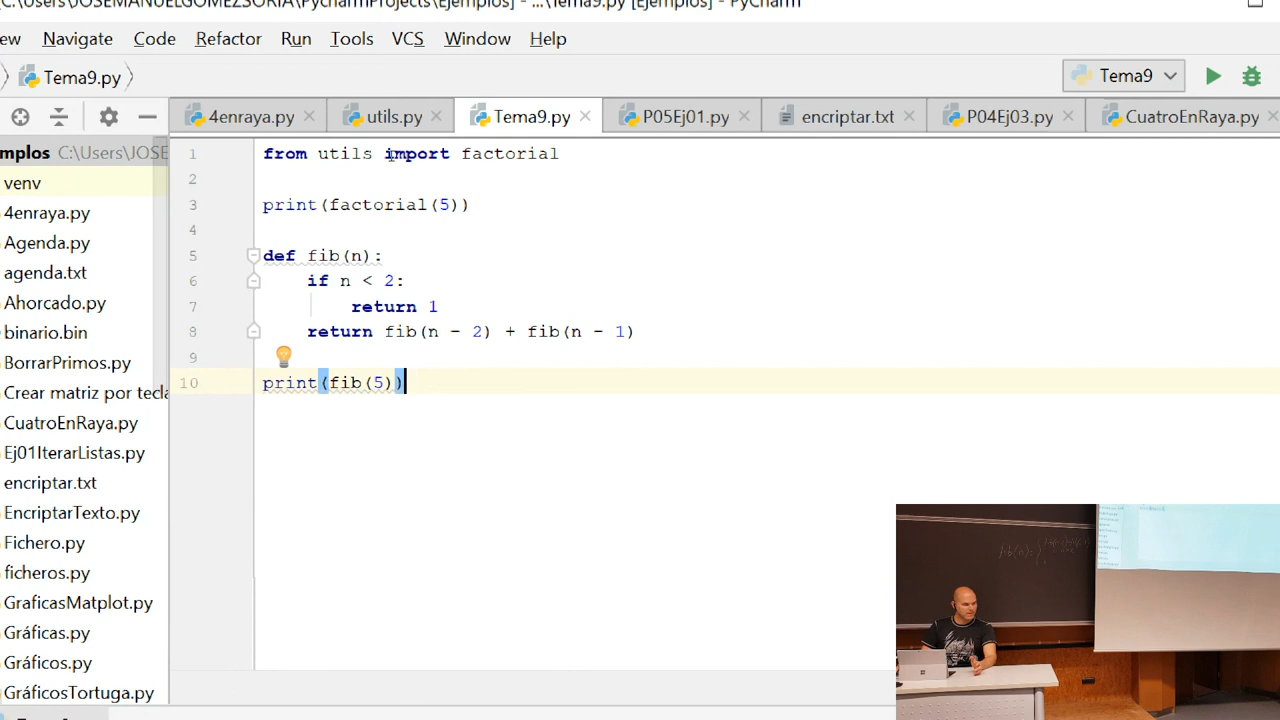 C:\Users\JOSEMANUELGOMEZSORIA\PycharmProjects\Ejemplos] - ...\Tema9.py [Ejemplos] - PyCharm
ew Navigate Code Refactor Run Tools VCS Window Help
Tema9.py
Tema9
4enraya.py utils.py Tema9.py P05Ej01.py encriptar.txt P04Ej03.py CuatroEnRaya.py
mplos C:\Users\JOSE
venv
4enraya.py
Agenda.py
agenda.txt
Ahorcado.py
binario.bin
BorrarPrimos.py
Crear matriz por tecla
CuatroEnRaya.py
Ej01IterarListas.py
encriptar.txt
EncriptarTexto.py
Fichero.py
ficheros.py
GraficasMatplot.py
Gráficas.py
Gráficos.py
GráficosTortuga.py
1 from utils import factorial
2
3 print(factorial(5))
4
5 def fib(n):
6 if n < 2:
7 return 1
8 return fib(n - 2) + fib(n - 1)
9
10 print(fib(5))
fib(n):